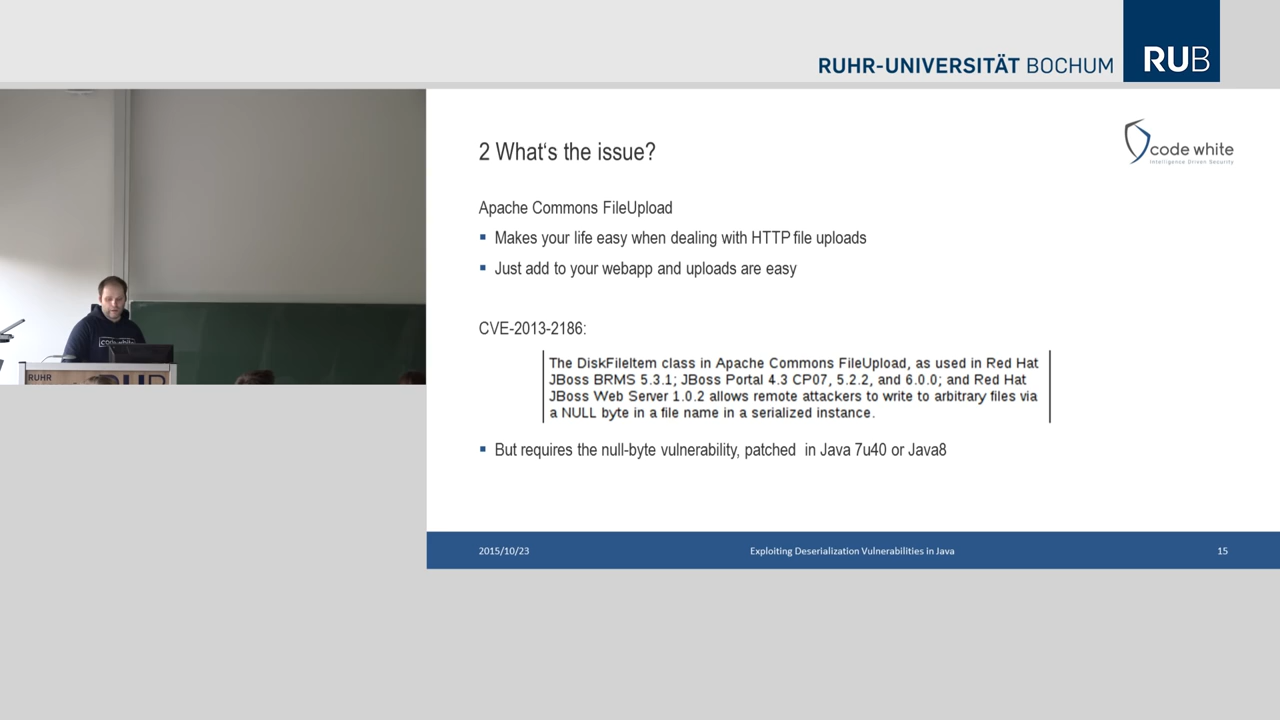 RUHR-UNIVERSITÄT BOCHUM RUB
2 What‘s the issue?
code white
Intelligence Driven Security
Apache Commons FileUpload
▪ Makes your life easy when dealing with HTTP file uploads
▪ Just add to your webapp and uploads are easy
CVE-2013-2186:
The DiskFileItem class in Apache Commons FileUpload, as used in Red Hat
JBoss BRMS 5.3.1; JBoss Portal 4.3 CP07, 5.2.2, and 6.0.0; and Red Hat
JBoss Web Server 1.0.2 allows remote attackers to write to arbitrary files via
a NULL byte in a file name in a serialized instance.
▪ But requires the null-byte vulnerability, patched in Java 7u40 or Java8
2015/10/23 Exploiting Deserialization Vulnerabilities in Java 15
code white
RUHR
RUB